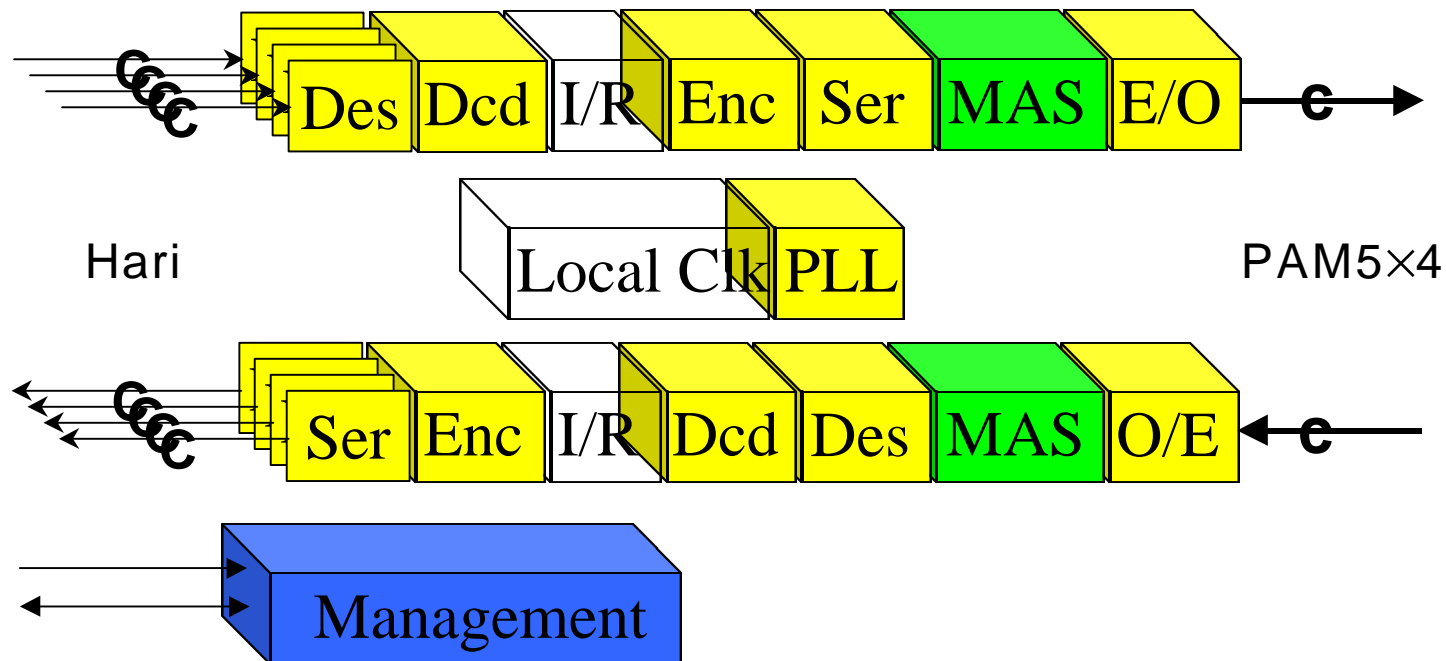 C C C C Des Dcd I/R Enc Ser MAS E/O C
Hari Local Clk PLL PAM5×4
C C C C Ser Enc I/R Dcd Des MAS O/E C
Management